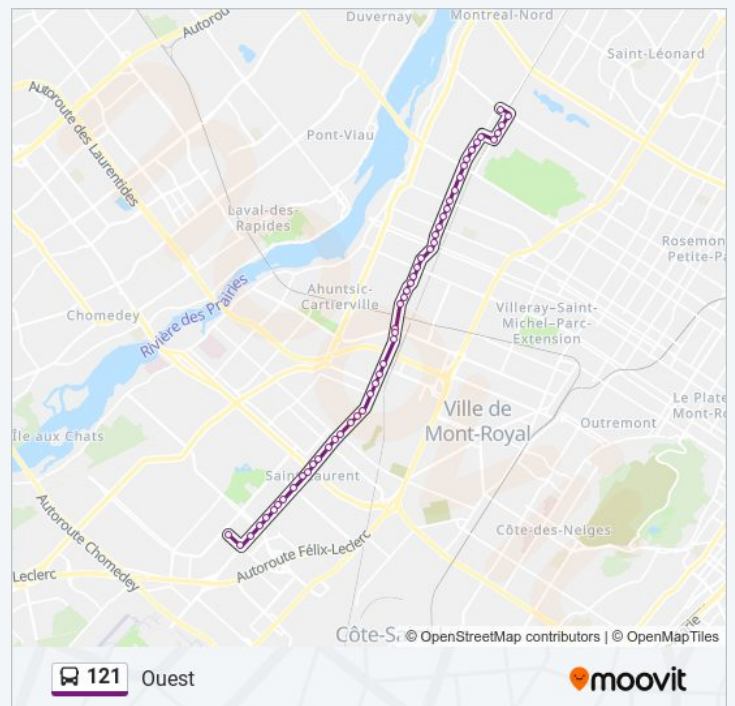 Duvernay
Montreal-Nord
Autorou
Saint-Léonard
Autoroute des Laurentides
Pont-Viau
Laval-des-
Rapides
Rosemon
Petite-Pa
Ahuntsic-
Cartierville
Rivière des Prairies
Chomedey
Villeray–Saint-
Michel–Parc-
Extension
Le Plate
Mont-Ro
Ville de
Mont-Royal
Outremont
Île aux Chats
Saint-Laurent
Côte-des-Neiges
Autoroute Chomedey
Autoroute Félix-Leclerc
Leclerc
rie
Côte-Sa
© OpenStreetMap contributors | © OpenMapTiles
121 Ouest
moovit